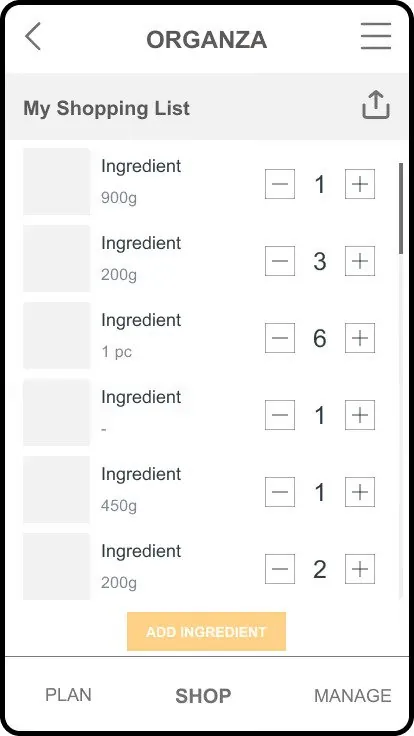 ORGANZA
My Shopping List
Ingredient
900g
1
Ingredient
200g
3
Ingredient
1 pc
6
Ingredient
-
1
Ingredient
450g
1
Ingredient
200g
2
ADD INGREDIENT
PLAN SHOP MANAGE